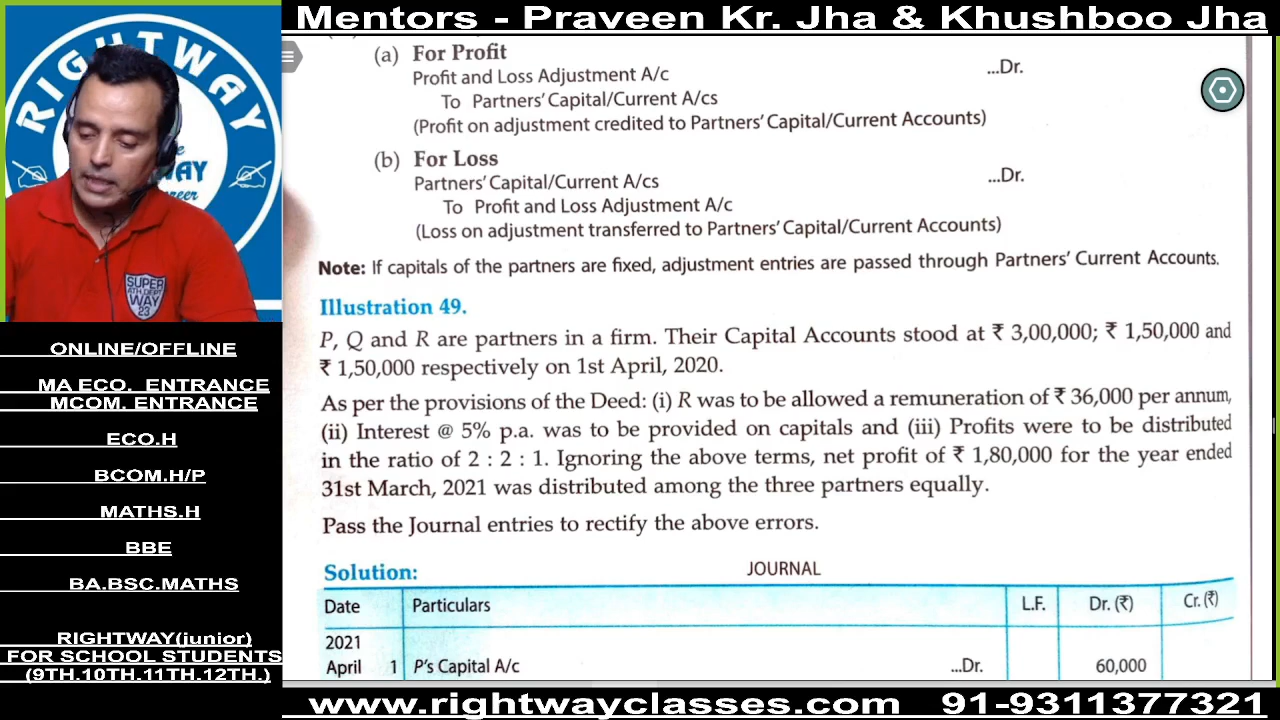 Mentors - Praveen Kr. Jha & Khushboo Jha
RIGHTWAY
WAY
SUPER
ATH.DEPT
WAY
23
ONLINE/OFFLINE
MA ECO. ENTRANCE
MCOM. ENTRANCE
ECO.H
BCOM.H/P
MATHS.H
BBE
BA.BSC.MATHS
RIGHTWAY(junior)
FOR SCHOOL STUDENTS
(9TH.10TH.11TH.12TH.)
(a) For Profit
Profit and Loss Adjustment A/c ...Dr.
To Partners' Capital/Current A/cs
(Profit on adjustment credited to Partners' Capital/Current Accounts)
(b) For Loss
Partners' Capital/Current A/cs ...Dr.
To Profit and Loss Adjustment A/c
(Loss on adjustment transferred to Partners' Capital/Current Accounts)
Note: If capitals of the partners are fixed, adjustment entries are passed through Partners' Current Accounts.
Illustration 49.
P, Q and R are partners in a firm. Their Capital Accounts stood at ₹ 3,00,000; ₹ 1,50,000 and
₹ 1,50,000 respectively on 1st April, 2020.
As per the provisions of the Deed: (i) R was to be allowed a remuneration of ₹ 36,000 per annum,
(ii) Interest @ 5% p.a. was to be provided on capitals and (iii) Profits were to be distributed
in the ratio of 2 : 2 : 1. Ignoring the above terms, net profit of ₹ 1,80,000 for the year ended
31st March, 2021 was distributed among the three partners equally.
Pass the Journal entries to rectify the above errors.
Solution: JOURNAL
Date Particulars L.F. Dr. (₹) Cr. (₹)
2021
April 1 P's Capital A/c ...Dr. 60,000
www.rightwayclasses.com 91-9311377321